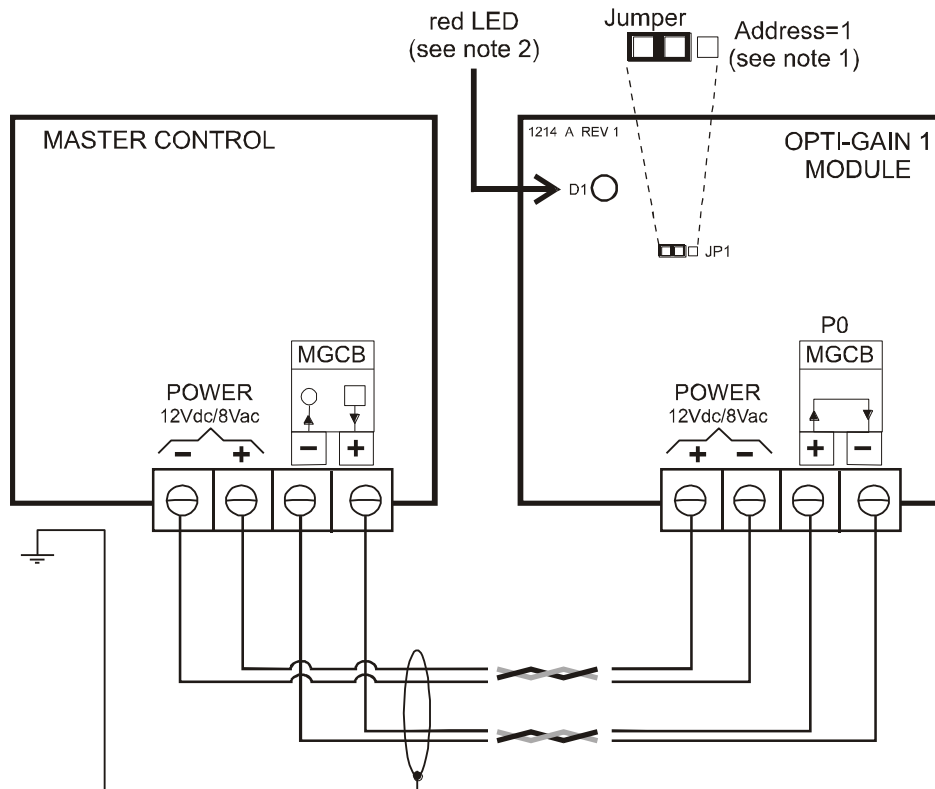 red LED
(see note 2)
Jumper
Address=1
(see note 1)
MASTER CONTROL
MGCB
POWER
12Vdc/8Vac
- +
- +
1214 A REV 1
OPTI-GAIN 1
MODULE
D1
JP1
P0
MGCB
POWER
12Vdc/8Vac
+ -
+ -